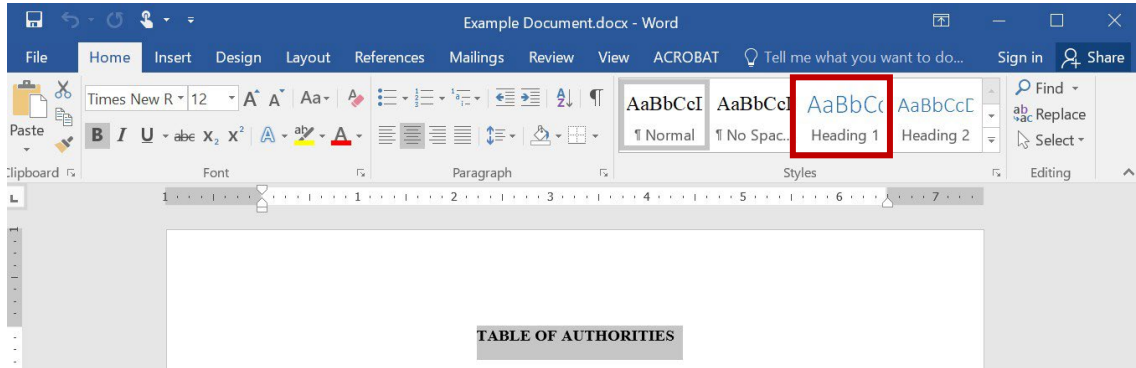 Example Document.docx - Word
File Home Insert Design Layout References Mailings Review View ACROBAT Tell me what you want to do... Sign in Share
Times New R 12 A A Aa
Paste
B I U abc X2 X2 A ab A
AaBbCcI AaBbCcI AaBbCc AaBbCcD
¶ Normal ¶ No Spac... Heading 1 Heading 2
Find
Replace
Select
Clipboard Font Paragraph Styles Editing
1 1 2 3 4 5 6 7
1
TABLE OF AUTHORITIES